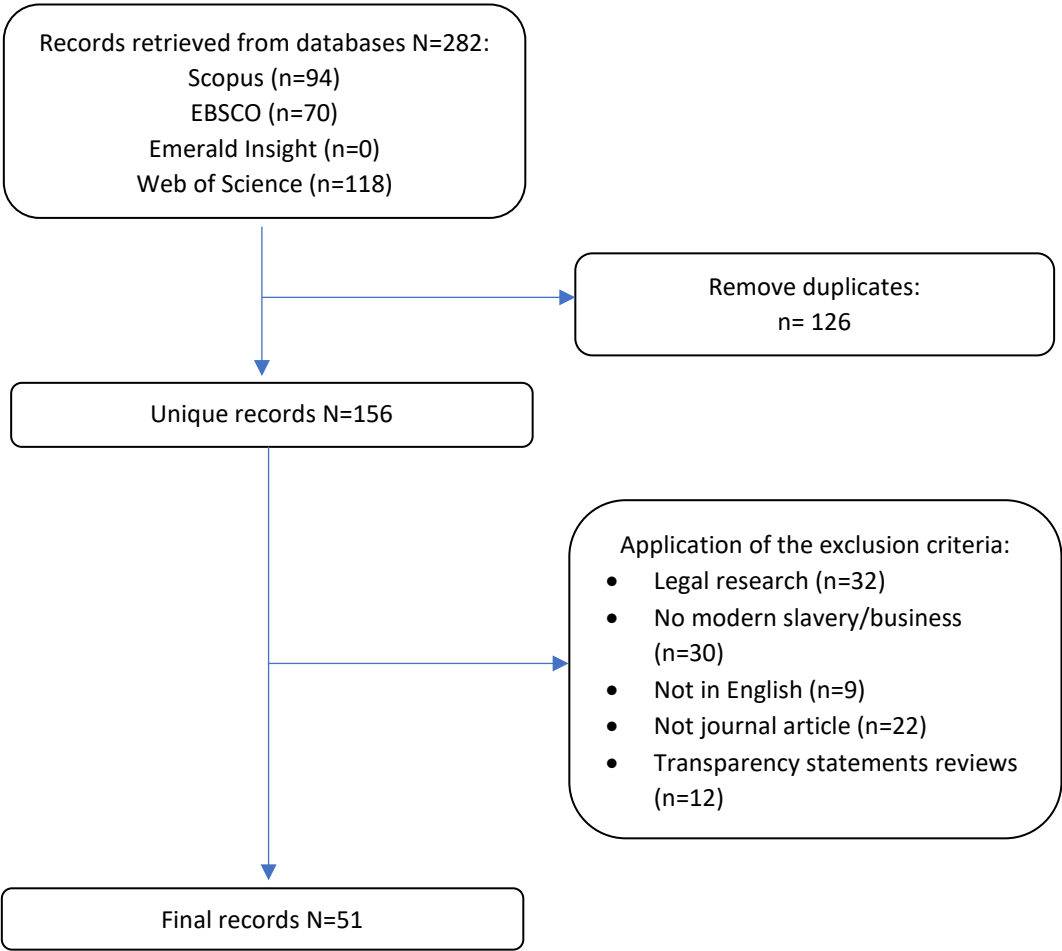 Records retrieved from databases N=282:
Scopus (n=94)
EBSCO (n=70)
Emerald Insight (n=0)
Web of Science (n=118)
Remove duplicates:
n= 126
Unique records N=156
Application of the exclusion criteria:
• Legal research (n=32)
• No modern slavery/business
(n=30)
• Not in English (n=9)
• Not journal article (n=22)
• Transparency statements reviews
(n=12)
Final records N=51